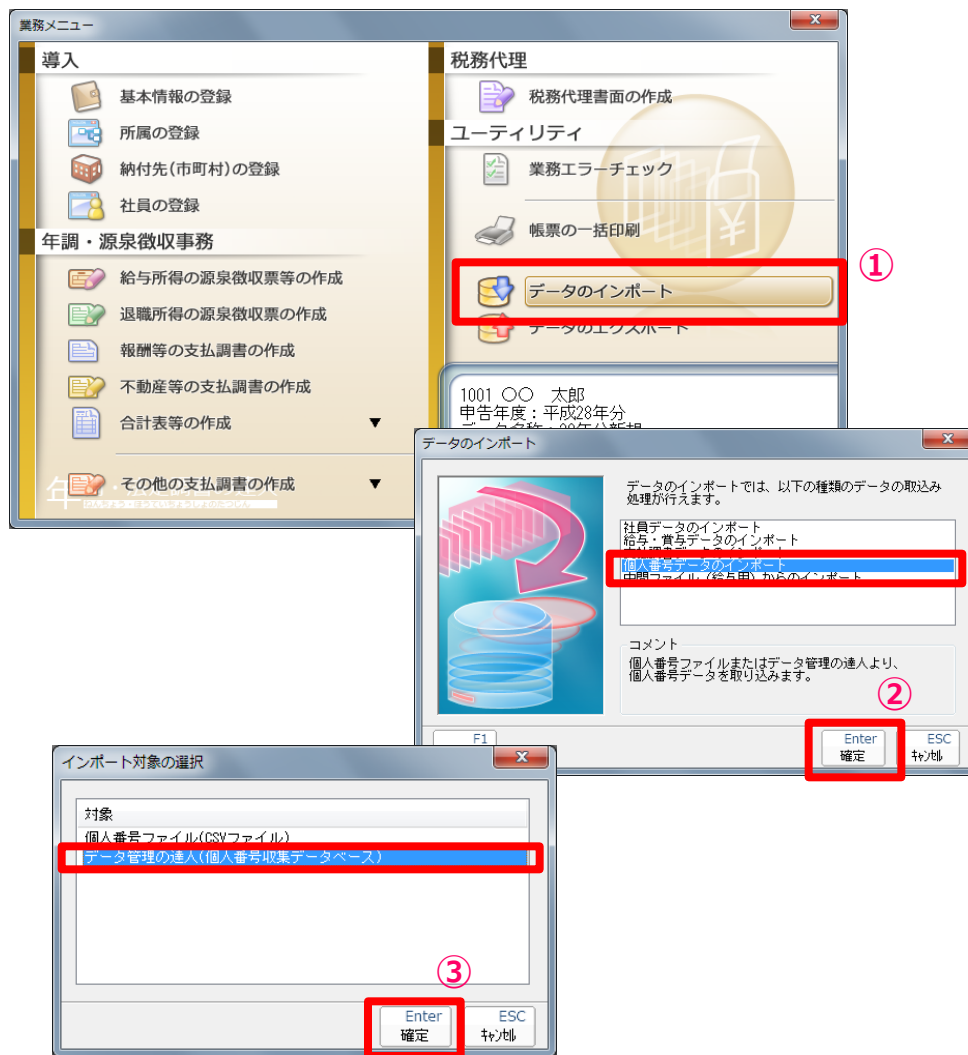 業務メニュー
導入
基本情報の登録
所属の登録
納付先(市町村)の登録
社員の登録
年調・源泉徴収事務
給与所得の源泉徴収票等の作成
退職所得の源泉徴収票の作成
報酬等の支払調書の作成
不動産等の支払調書の作成
合計表等の作成 ▼
その他の支払調書の作成 ▼
税務代理
税務代理書面の作成
ユーティリティ
業務エラーチェック
帳票の一括印刷
データのインポート
①
データのエクスポート
1001 〇〇 太郎
申告年度:平成28年分
データのインポート
データのインポートでは、以下の種類のデータの取込み
処理が行えます。
社員データのインポート
給与・賞与データのインポート
個人番号データのインポート
中間ファイル(給与用)からのインポート
コメント
個人番号ファイルまたはデータ管理の達人より、
個人番号データを取り込みます。
②
F1
Enter
確定
ESC
キャンセル
インポート対象の選択
対象
個人番号ファイル(CSVファイル)
データ管理の達人(個人番号収集データベース)
③
Enter
確定
ESC
キャンセル